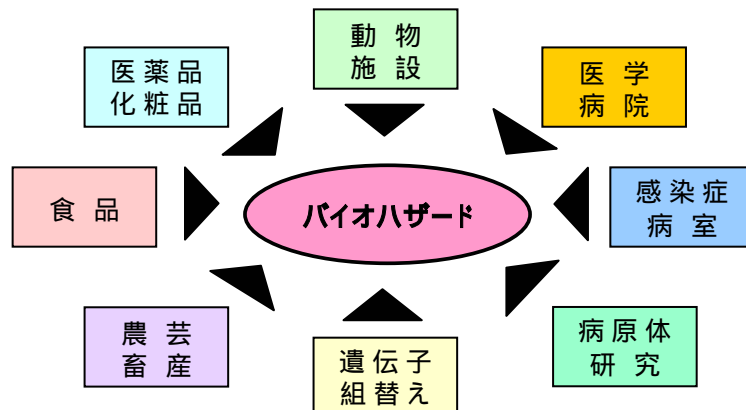 動物
施設
医薬品
化粧品
医学
病院
食品
バイオハザード
感染症
病室
農芸
畜産
遺伝子
組替え
病原体
研究